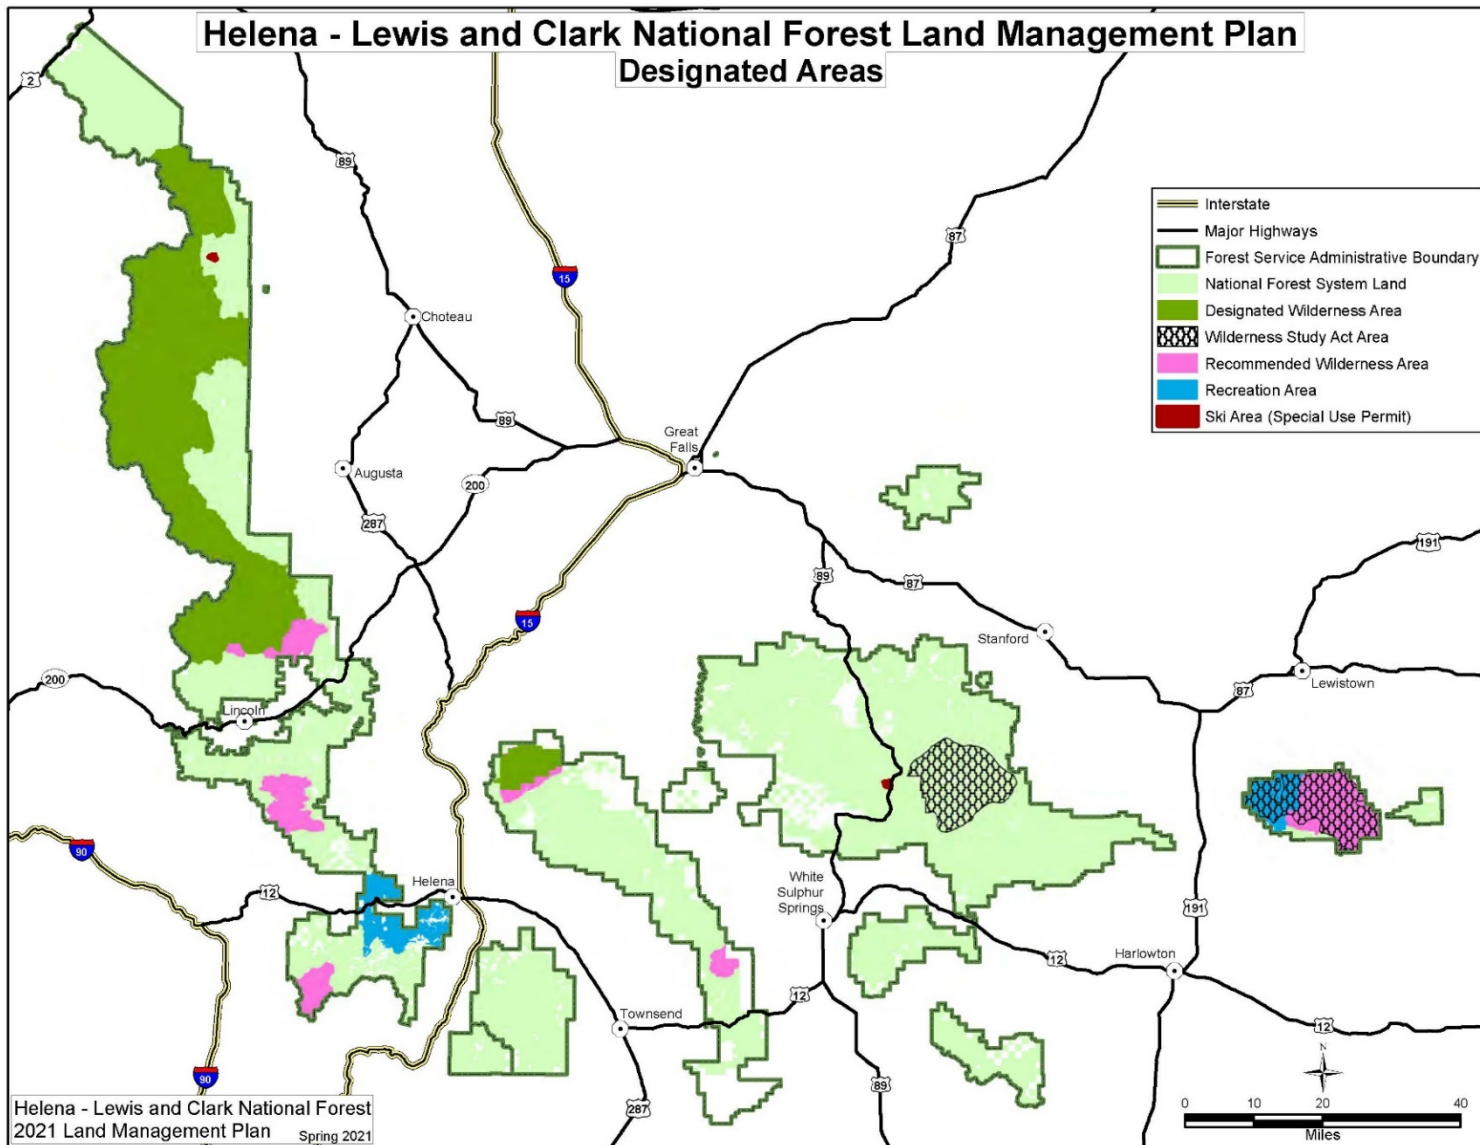 Helena - Lewis and Clark National Forest Land Management Plan
Designated Areas
2
89
87
15
Interstate
Major Highways
Forest Service Administrative Boundary
National Forest System Land
Designated Wilderness Area
Wilderness Study Act Area
Recommended Wilderness Area
Recreation Area
Ski Area (Special Use Permit)
Choteau
89
Great
Falls
Augusta
200
287
191
89
87
15
Stanford
200
Lewistown
87
Lincoln
90
Helena
12
White
Sulphur
Springs
191
12
Harlowton
12
Townsend
12
N
90
89
287
0 10 20 40
Miles
Helena - Lewis and Clark National Forest
2021 Land Management Plan Spring 2021